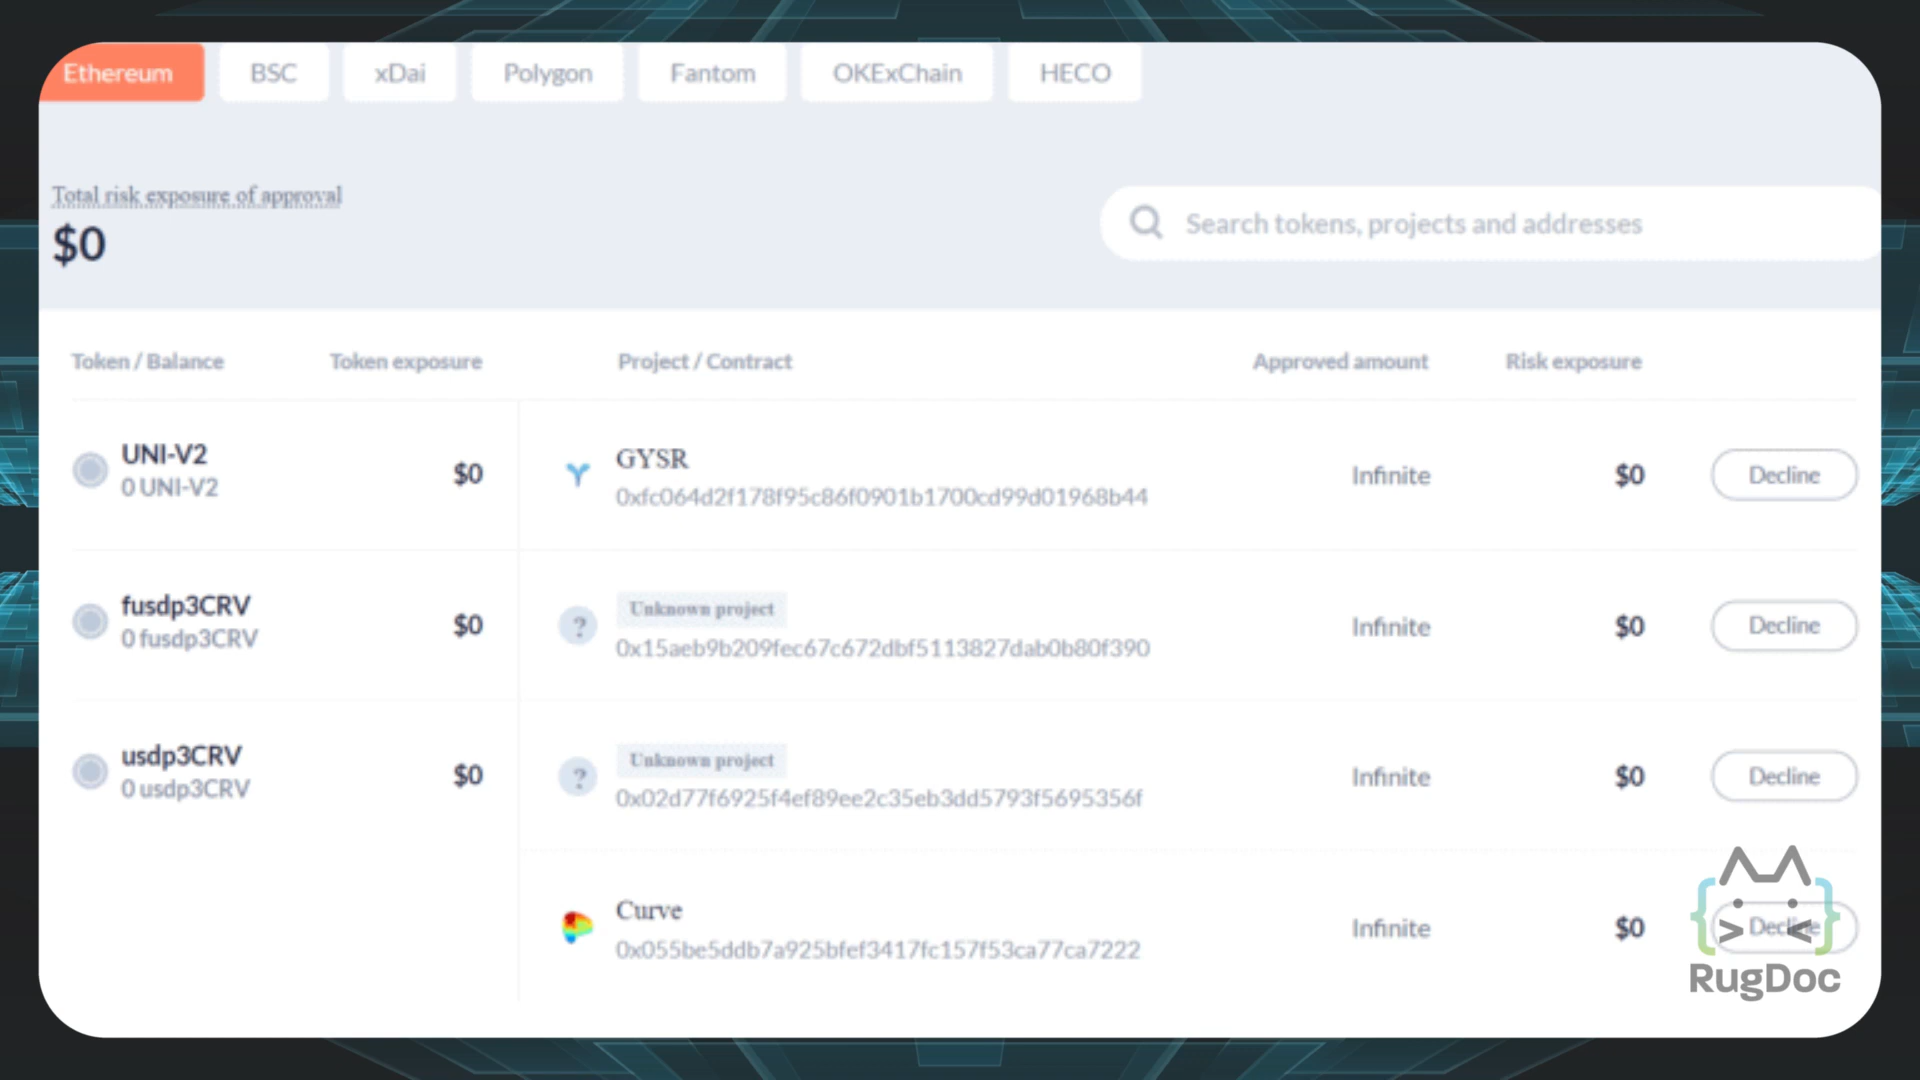 Ethereum BSC xDai Polygon Fantom OKExChain HECO
Total risk exposure of approval
$0
Search tokens, projects and addresses
Token / Balance Token exposure Project / Contract Approved amount Risk exposure
UNI-V2
0 UNI-V2
$0
GYSR
0xfc064d2f178f95c86f0901b1700cd99d01968b44
Infinite $0 Decline
fusdp3CRV
0 fusdp3CRV
$0
?
Unknown project
0x15aeb9b209fec67c672dbf5113827dab0b80f390
Infinite $0 Decline
usdp3CRV
0 usdp3CRV
$0
?
Unknown project
0x02d77f6925f4ef89ee2c35eb3dd5793f5695356f
Infinite $0 Decline
Curve
0x055be5ddb7a925bfef3417fc157f53ca77ca7222
Infinite $0 Decline
RugDoc